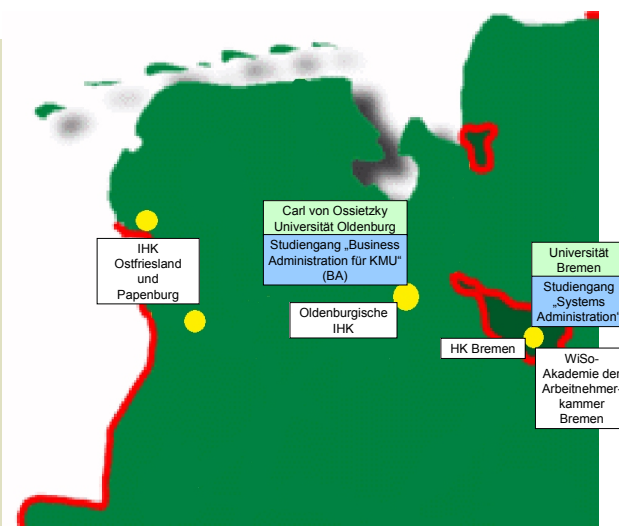 Carl von Ossietzky
Universität Oldenburg
Studiengang „Business
Administration für KMU“
(BA)
Oldenburgische
IHK
IHK
Ostfriesland
und
Papenburg
Universität
Bremen
Studiengang
„Systems
Administration“
HK Bremen
WiSo-
Akademie der
Arbeitnehmer-
kammer
Bremen